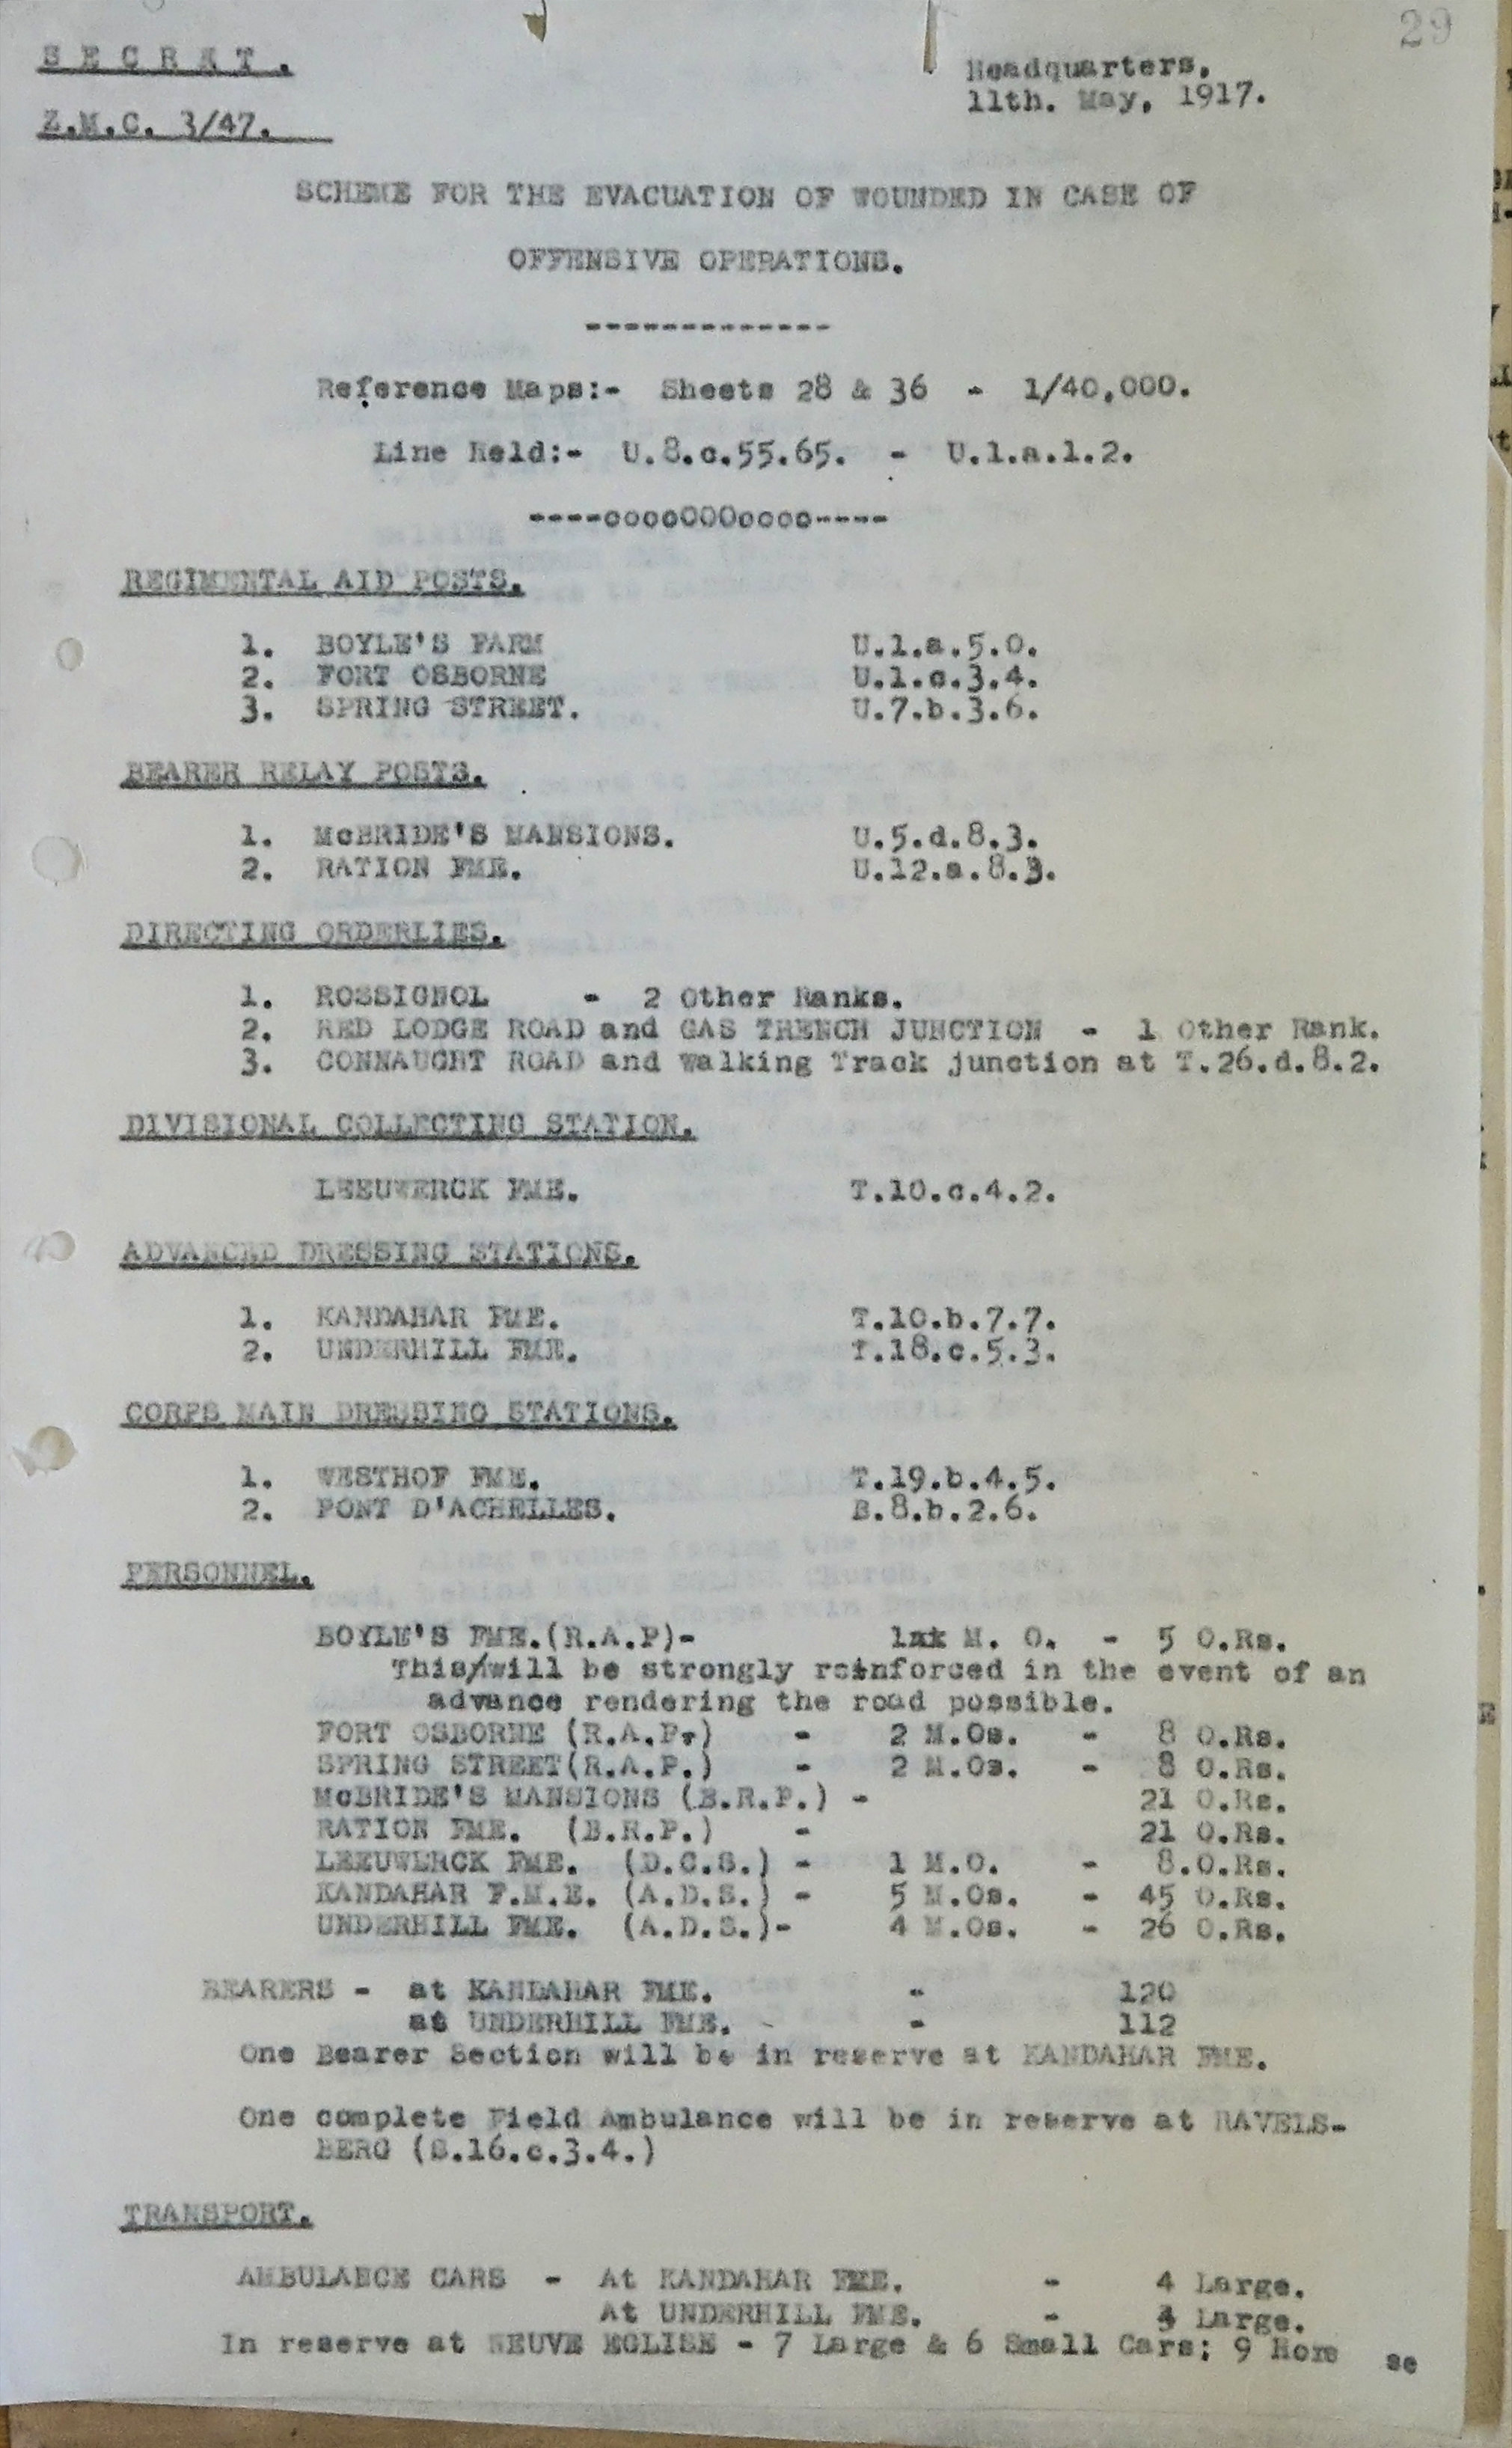 29
S E C R E T .
Headquarters,
11th. May, 1917.
Z.M.C. 3/47.
SCHEME FOR THE EVACUATION OF WOUNDED IN CASE OF
OFFENSIVE OPERATIONS.
-------------
Reference Maps:- Sheets 28 & 36 - 1/40,000.
Line Held:- U.8.c.55.65. - U.1.a.1.2.
----oooo000oooo----
REGIMENTAL AID POSTS.
1. BOYLE'S FARM U.1.a.5.0.
2. FORT OSBORNE U.1.c.3.4.
3. SPRING STREET. U.7.b.3.6.
BEARER RELAY POSTS.
1. McBRIDE'S MANSIONS. U.5.d.8.3.
2. RATION FME. U.12.a.8.3.
DIRECTING ORDERLIES.
1. ROSSIGNOL - 2 Other Ranks.
2. RED LODGE ROAD and GAS TRENCH JUNCTION - 1 Other Rank.
3. CONNAUGHT ROAD and Walking Track junction at T.26.d.8.2.
DIVISIONAL COLLECTING STATION.
LEEUWERCK FME. T.10.c.4.2.
ADVANCED DRESSING STATIONS.
1. KANDAHAR FME. T.10.b.7.7.
2. UNDERHILL FME. T.18.c.5.3.
CORPS MAIN DRESSING STATIONS.
1. WESTHOF FME. T.19.b.4.5.
2. PONT D'ACHELLES. B.8.b.2.6.
PERSONNEL.
BOYLE'S FME.(R.A.P)- 1 M. O. - 5 O.Rs.
This/will be strongly reinforced in the event of an
advance rendering the road possible.
FORT OSBORNE (R.A.P.) - 2 M.Os. - 8 O.Rs.
SPRING STREET(R.A.P.) - 2 M.Os. - 8 O.Rs.
McBRIDE'S MANSIONS (B.R.P.) - 21 O.Rs.
RATION FME. (B.R.P.) - 21 O.Rs.
LEEUWERCK FME. (D.C.S.) - 1 M.O. - 8.O.Rs.
KANDAHAR F.M.E. (A.D.S.) - 5 M.Os. - 45 O.Rs.
UNDERHILL FME. (A.D.S.)- 4 M.Os. - 26 O.Rs.
BEARERS - at KANDAHAR FME. - 120
at UNDERHILL FME. - 112
One Bearer Section will be in reserve at KANDAHAR FME.
One complete Field Ambulance will be in reserve at RAVELS-
BERG (S.16.c.3.4.)
TRANSPORT.
AMBULANCE CARS - At KANDAHAR FME. - 4 Large.
At UNDERHILL FME. - Large.
In reserve at NEUVE EGLISE - 7 Large & 6 Small Cars; 9 Horse